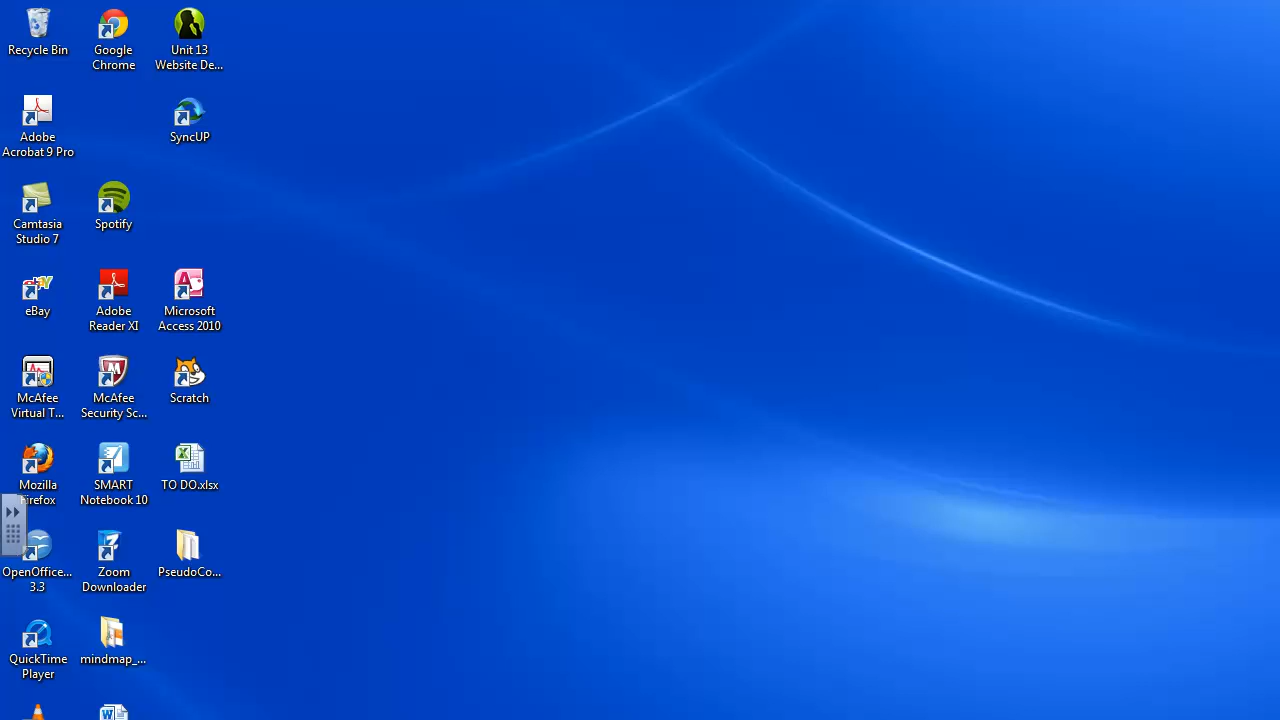 Recycle Bin
Google
Chrome
Unit 13
Website De...
Adobe
Acrobat 9 Pro
SyncUP
Camtasia
Studio 7
Spotify
eBay
Adobe
Reader XI
Microsoft
Access 2010
McAfee
Virtual T...
McAfee
Security Sc...
Scratch
Mozilla
Firefox
SMART
Notebook 10
TO DO.xlsx
OpenOffice...
3.3
Zoom
Downloader
PseudoCo...
QuickTime
Player
mindmap_...